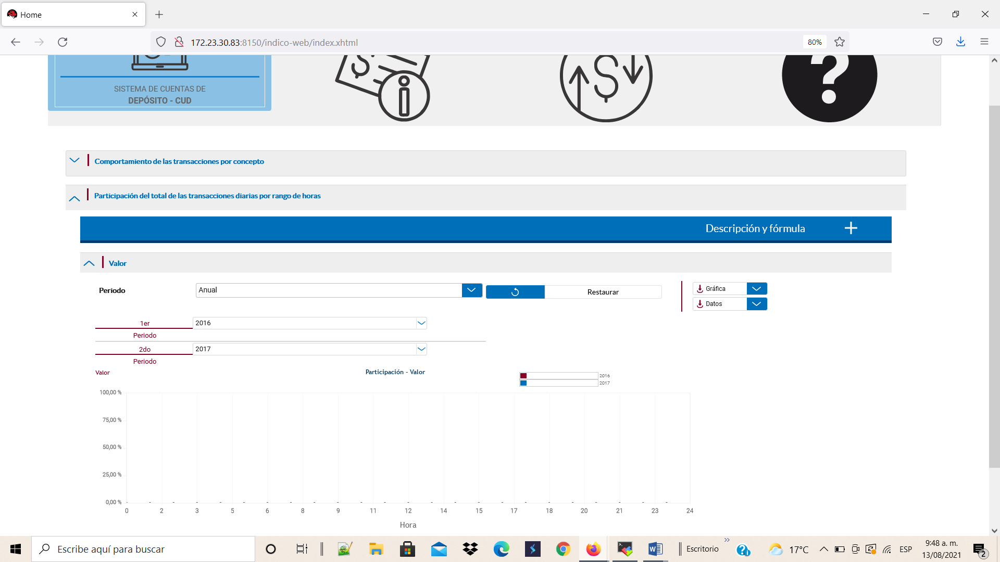 Home
172.23.30.83:8150/indico-web/index.xhtml
80%
SISTEMA DE CUENTAS DE
DEPÓSITO - CUD
Comportamiento de las transacciones por concepto
Participación del total de las transacciones diarias por rango de horas
Descripción y fórmula
Valor
Periodo
Anual
Restaurar
Gráfica
Datos
1er
Periodo
2016
2do
Periodo
2017
Valor
Participación - Valor
2016
2017
100,00 %
75,00 %
50,00 %
25,00 %
0,00 %
0 2 3 5 6 8 9 11 12 14 15 17 18 20 21 23 24
Hora
Escribe aquí para buscar
Escritorio
17°C
ESP
9:48 a. m.
13/08/2021
2